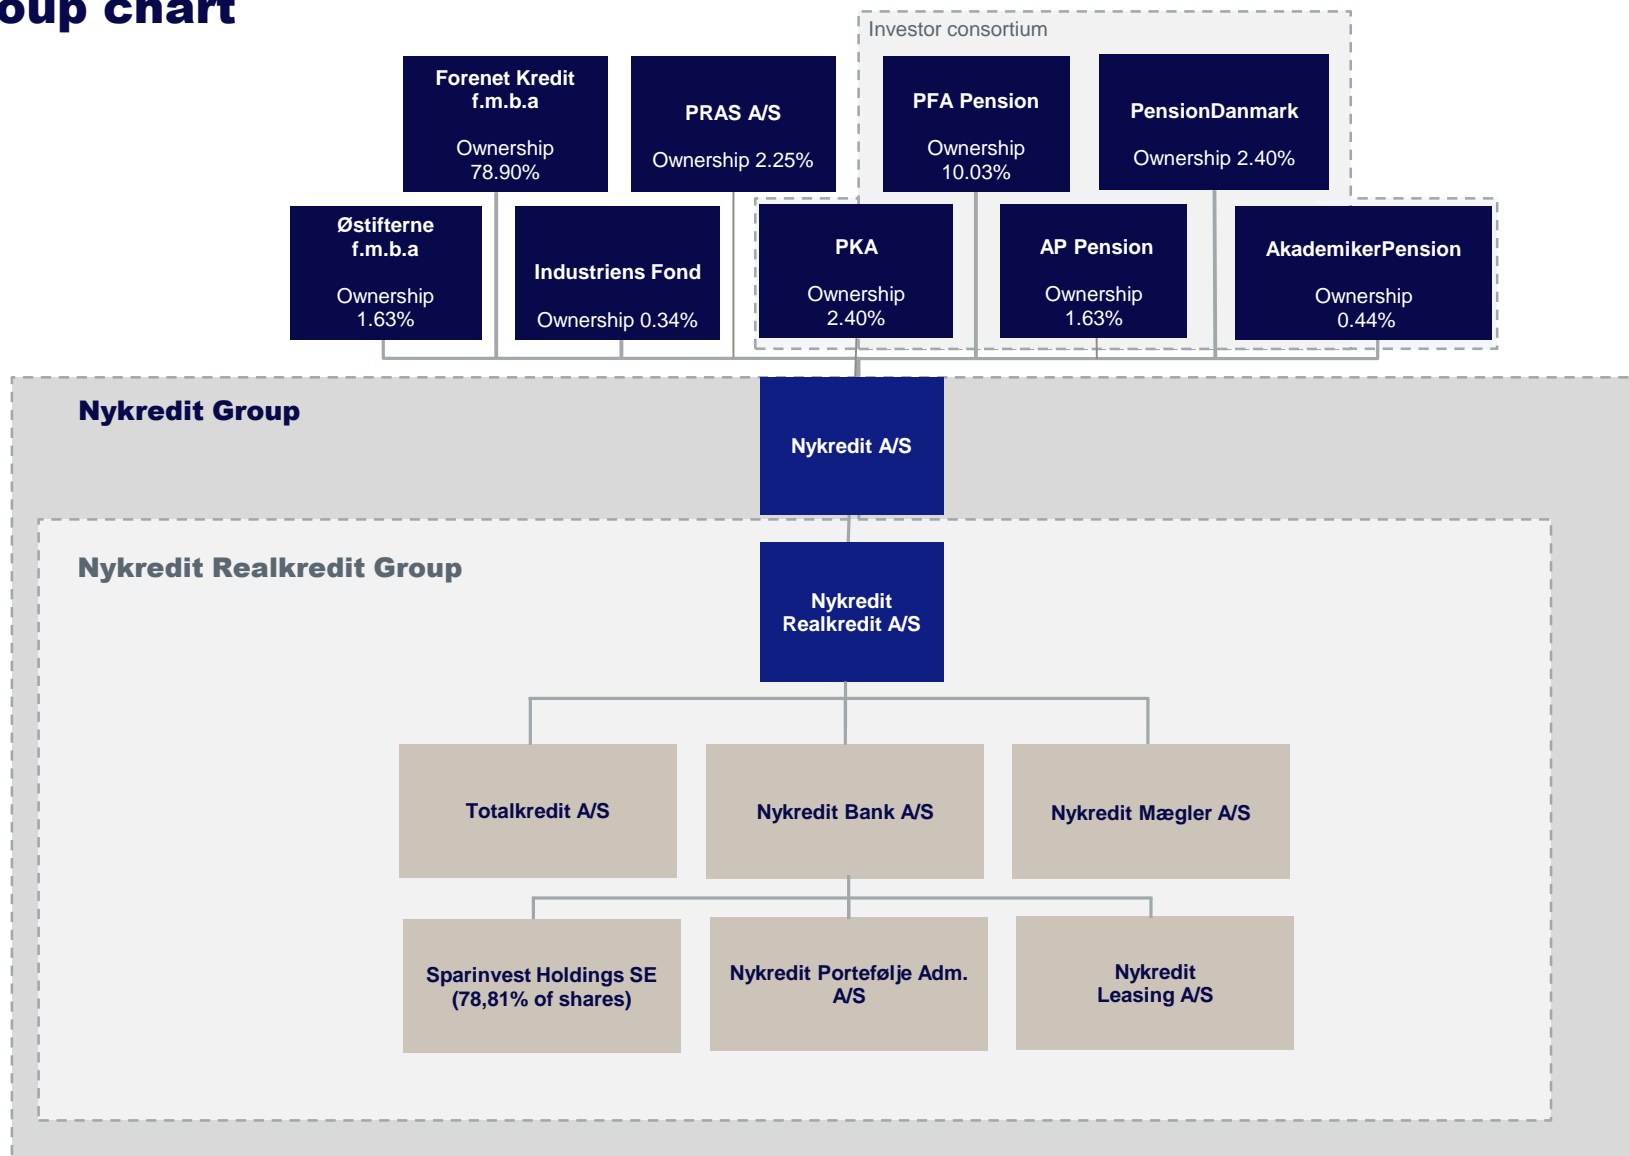 oup chart
Investor consortium
Forenet Kredit
f.m.b.a
Ownership
78.90%
PRAS A/S
Ownership 2.25%
PFA Pension
Ownership
10.03%
PensionDanmark
Ownership 2.40%
Østifterne
f.m.b.a
Ownership
1.63%
Industriens Fond
Ownership 0.34%
PKA
Ownership
2.40%
AP Pension
Ownership
1.63%
AkademikerPension
Ownership
0.44%
Nykredit Group
Nykredit A/S
Nykredit Realkredit Group
Nykredit
Realkredit A/S
Totalkredit A/S
Nykredit Bank A/S
Nykredit Mægler A/S
Sparinvest Holdings SE
(78,81% of shares)
Nykredit Portefølje Adm.
A/S
Nykredit
Leasing A/S